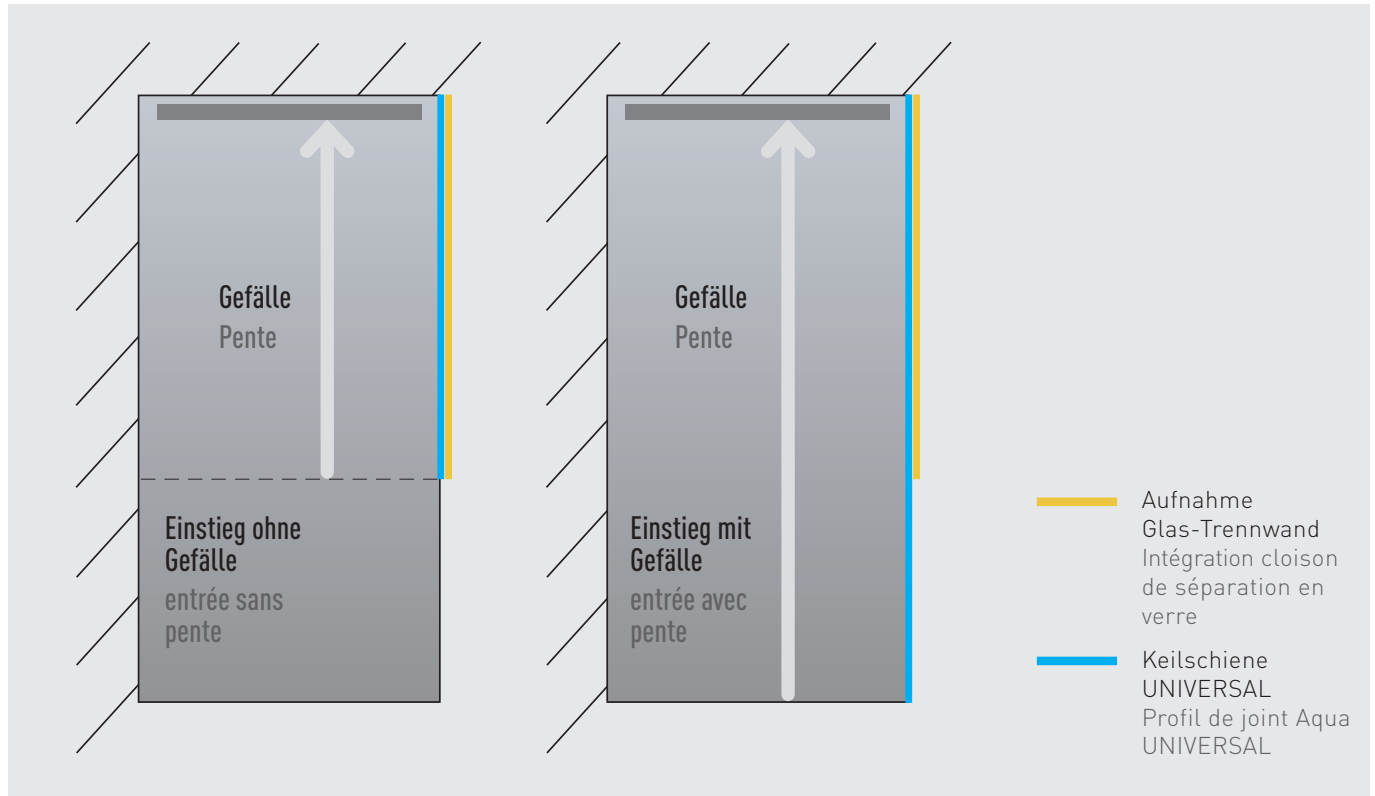 Gefälle
Pente
Einstieg ohne
Gefälle
entrée sans
pente
Gefälle
Pente
Einstieg mit
Gefälle
entrée avec
pente
Aufnahme
Glas-Trennwand
Intégration cloison
de séparation en
verre
Keilschiene
UNIVERSAL
Profil de joint Aqua
UNIVERSAL